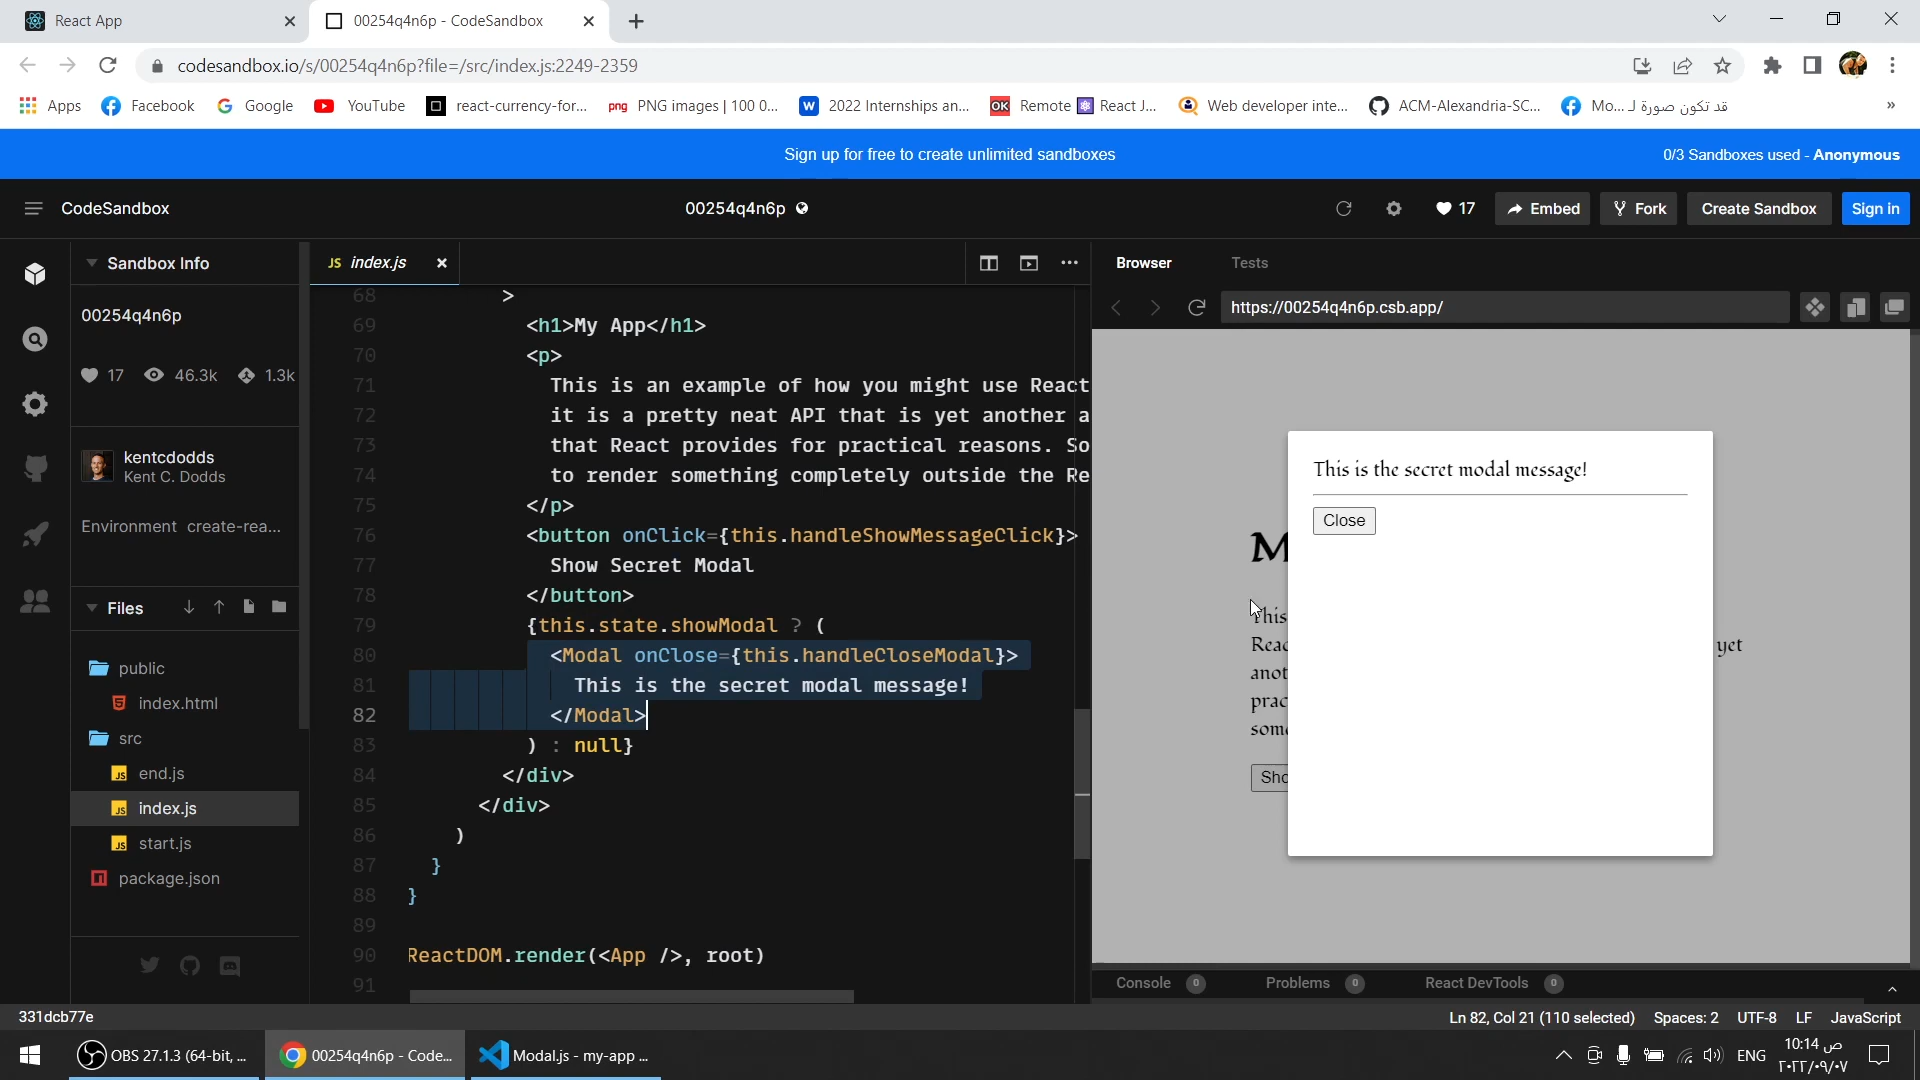 React App
00254q4n6p - CodeSandbox
codesandbox.io/s/00254q4n6p?file=/src/index.js:2249-2359
Apps
Facebook
Google
YouTube
react-currency-for...
png PNG images | 100 0...
W 2022 Internships an...
OK Remote
React J...
Web developer inte...
ACM-Alexandria-SC...
قد تكون صورة لـ ...Mo
»
Sign up for free to create unlimited sandboxes
0/3 Sandboxes used - Anonymous
CodeSandbox
00254q4n6p
17
Embed
Fork
Create Sandbox
Sign in
Sandbox Info
00254q4n6p
17
46.3k
1.3k
kentcdodds
Kent C. Dodds
Environment create-rea...
Files
public
index.html
src
end.js
index.js
start.js
package.json
JS index.js
68 >
69 <h1>My App</h1>
70 <p>
71 This is an example of how you might use React
72 it is a pretty neat API that is yet another a
73 that React provides for practical reasons. So
74 to render something completely outside the Re
75 </p>
76 <button onClick={this.handleShowMessageClick}>
77 Show Secret Modal
78 </button>
79 {this.state.showModal ? (
80 <Modal onClose={this.handleCloseModal}>
81 This is the secret modal message!
82 </Modal>
83 ) : null}
84 </div>
85 </div>
86 )
87 }
88 }
89
90 ReactDOM.render(<App />, root)
91
Browser
Tests
https://00254q4n6p.csb.app/
This is the secret modal message!
Close
M
This
Reac
yet
anot
prac
some
Sho
Console 0
Problems 0
React DevTools 0
331dcb77e
Ln 82, Col 21 (110 selected)
Spaces: 2
UTF-8
LF
JavaScript
OBS 27.1.3 (64-bit, ...
00254q4n6p - Code...
Modal.js - my-app ...
ENG
10:14 ص
٢٠٢٢/٠٩/٠٧